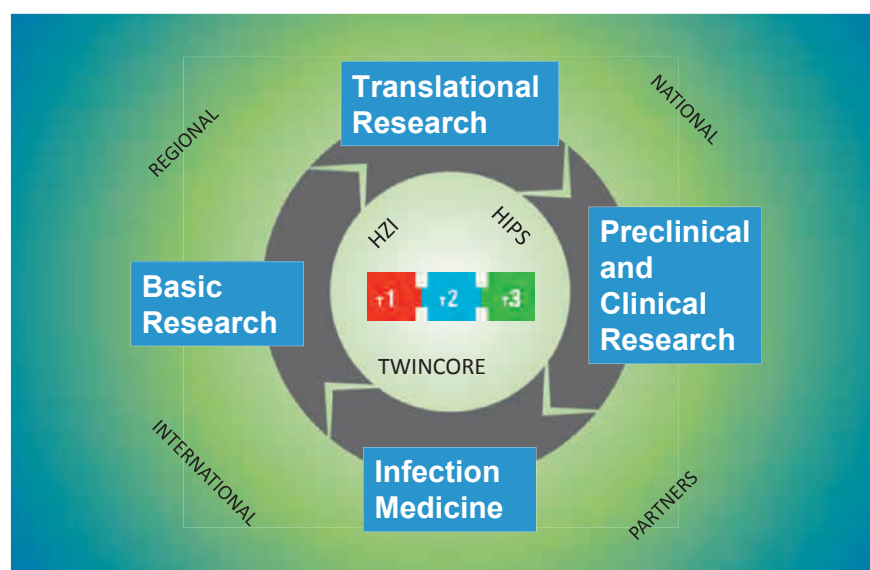 Translational
Research
REGIONAL
NATIONAL
HZI
HIPS
Preclinical
and
Clinical
Research
Basic
Research
T1
T2
T3
TWINCORE
INTERNATIONAL
Infection
Medicine
PARTNERS